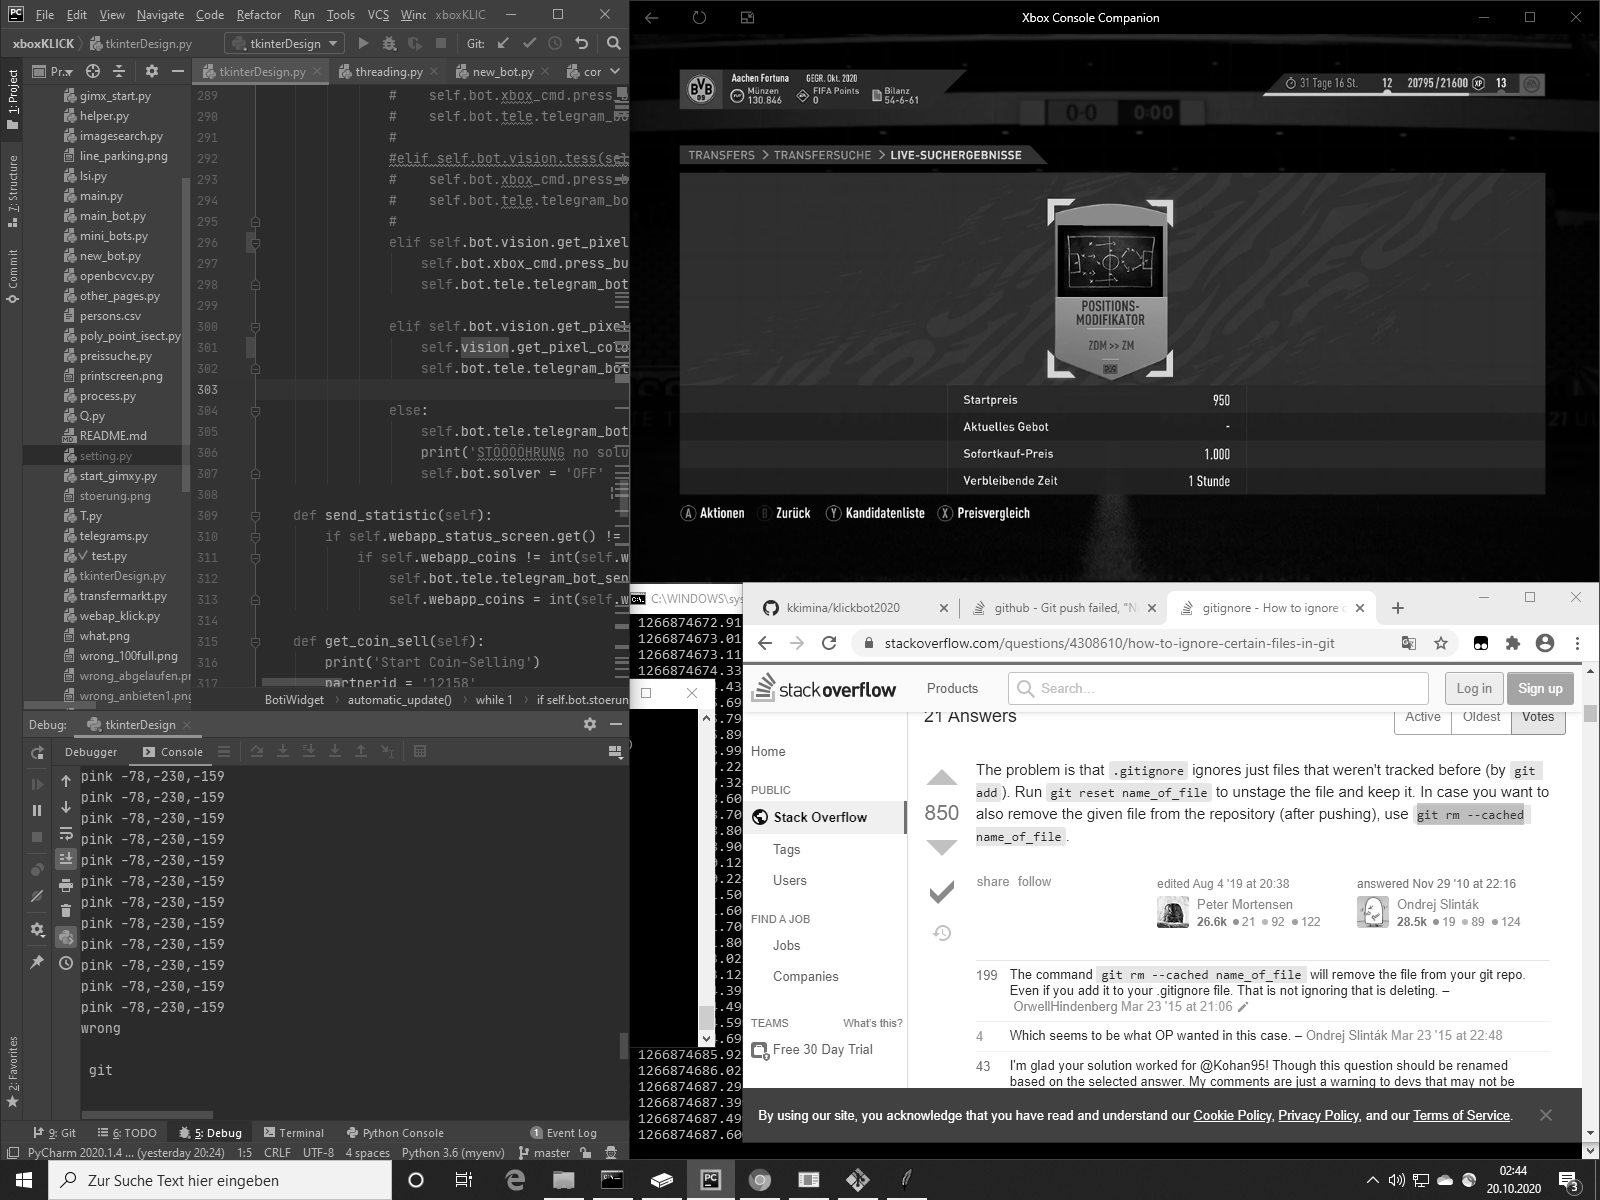 File Edit View Navigate Code Refactor Run Tools VCS xboxKLIC
xboxKLICK tkinterDesign.py tkinterDesign Git:
1: Project
Z: Structure
Commit
2: Favorites
Pr...
gimx_start.py
helper.py
imagesearch.py
line_parking.png
lsi.py
main.py
main_bot.py
mini_bots.py
new_bot.py
openbcvcv.py
other_pages.py
persons.csv
poly_point_isect.py
preissuche.py
printscreen.png
process.py
Q.py
README.md
setting.py
start_gimxy.py
stoerung.png
T.py
telegrams.py
test.py
tkinterDesign.py
transfermarkt.py
webap_klick.py
what.png
wrong_100full.png
wrong_abgelaufen.pn
wrong_anbieten1.png
tkinterDesign.py threading.py new_bot.py cor
289 # self.bot.xbox_cmd.press_b
290 # self.bot.tele.telegram_bo
291 #
292 #elif self.bot.vision.tess(sel
293 # self.bot.xbox_cmd.press_b
294 # self.bot.tele.telegram_bo
295 #
296 elif self.bot.vision.get_pixel
297 self.bot.xbox_cmd.press_bu
298 self.bot.tele.telegram_bot
299
300 elif self.bot.vision.get_pixel
301 self.vision.get_pixel_colo
302 self.bot.tele.telegram_bot
303
304 else:
305 self.bot.tele.telegram_bot
306 print('STÖÖÖÖHRUNG no solu
307 self.bot.solver = 'OFF'
308
309 def send_statistic(self):
310 if self.webapp_status_screen.get() !=
311 if self.webapp_coins != int(self.w
312 self.bot.tele.telegram_bot_sen
313 self.webapp_coins = int(self.w
314
315 def get_coin_sell(self):
316 print('Start Coin-Selling')
317 partnerid = '12158'
BotiWidget automatic_update() while 1 if self.bot.stoerun
Debug: tkinterDesign
Debugger Console
pink -78,-230,-159
pink -78,-230,-159
pink -78,-230,-159
pink -78,-230,-159
pink -78,-230,-159
pink -78,-230,-159
pink -78,-230,-159
pink -78,-230,-159
pink -78,-230,-159
pink -78,-230,-159
pink -78,-230,-159
pink -78,-230,-159
wrong
git
9: Git 6: TODO 5: Debug Terminal Python Console 1 Event Log
PyCharm 2020.1.4 ... (yesterday 20:24) 1:5 CRLF UTF-8 4 spaces Python 3.6 (myenv) master
Xbox Console Companion
BVB 09
Aachen Fortuna GEGR. Okt. 2020
Münzen 130.846 FIFA Points 0 Bilanz 54-6-61
31 Tage 16 St. 12 20795/21600 XP 13
0-0 0:00
TRANSFERS > TRANSFERSUCHE > LIVE-SUCHERGEBNISSE
POSITIONS-
MODIFIKATOR
ZDM >> ZM
Startpreis 950
Aktuelles Gebot -
Sofortkauf-Preis 1.000
Verbleibende Zeit 1 Stunde
A Aktionen B Zurück Y Kandidatenliste X Preisvergleich
C:\WINDOWS\sys
1266874672.91
1266874673.01
1266874673.11
1266874674.33
1266874685.92
1266874686.02
1266874687.29
1266874687.39
1266874687.49
1266874687.60
kkimina/klickbot2020 github - Git push failed, "N gitignore - How to ignore c
stackoverflow.com/questions/4308610/how-to-ignore-certain-files-in-git
stackoverflow Products Search... Log in Sign up
Home
PUBLIC
Stack Overflow
Tags
Users
FIND A JOB
Jobs
Companies
TEAMS What's this?
Free 30 Day Trial
21 Answers Active Oldest Votes
850
The problem is that .gitignore ignores just files that weren't tracked before (by git
add). Run git reset name_of_file to unstage the file and keep it. In case you want to
also remove the given file from the repository (after pushing), use git rm --cached
name_of_file.
share follow
edited Aug 4 '19 at 20:38
Peter Mortensen
26.6k 21 92 122
answered Nov 29 '10 at 22:16
Ondrej Slinták
28.5k 19 89 124
199 The command git rm --cached name_of_file will remove the file from your git repo.
Even if you add it to your .gitignore file. That is not ignoring that is deleting. –
OrwellHindenberg Mar 23 '15 at 21:06
4 Which seems to be what OP wanted in this case. – Ondrej Slinták Mar 23 '15 at 22:48
43 I'm glad your solution worked for @Kohan95! Though this question should be renamed
based on the selected answer. My comments are just a warning to devs that may not be
By using our site, you acknowledge that you have read and understand our Cookie Policy, Privacy Policy, and our Terms of Service.
Zur Suche Text hier eingeben
02:44
20.10.2020
3